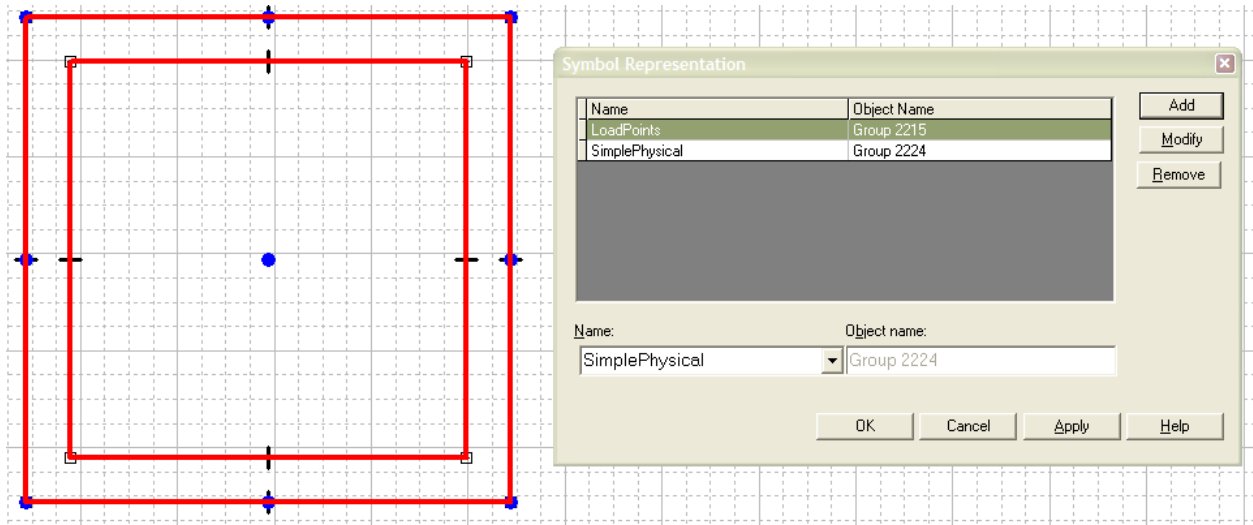 Symbol Representation
Name Object Name
LoadPoints Group 2215
SimplePhysical Group 2224
Add
Modify
Remove
Name: Object name:
SimplePhysical Group 2224
OK Cancel Apply Help